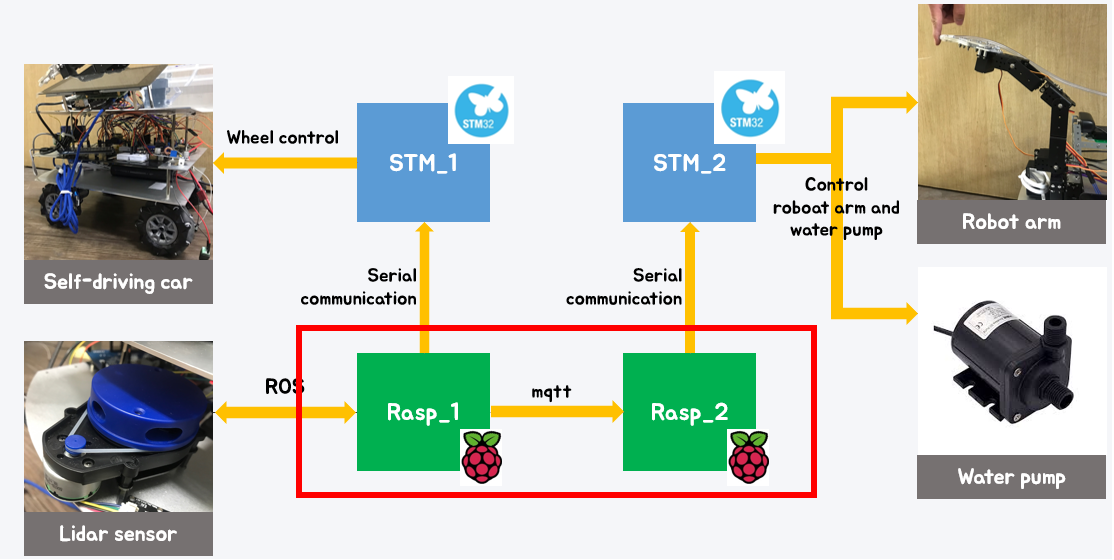 Wheel control
STM_1
STM32
STM_2
STM32
Control
roboat arm and
water pump
Robot arm
Self-driving car
Serial
communication
Serial
communication
ROS
Rasp_1
mqtt
Rasp_2
Water pump
Lidar sensor